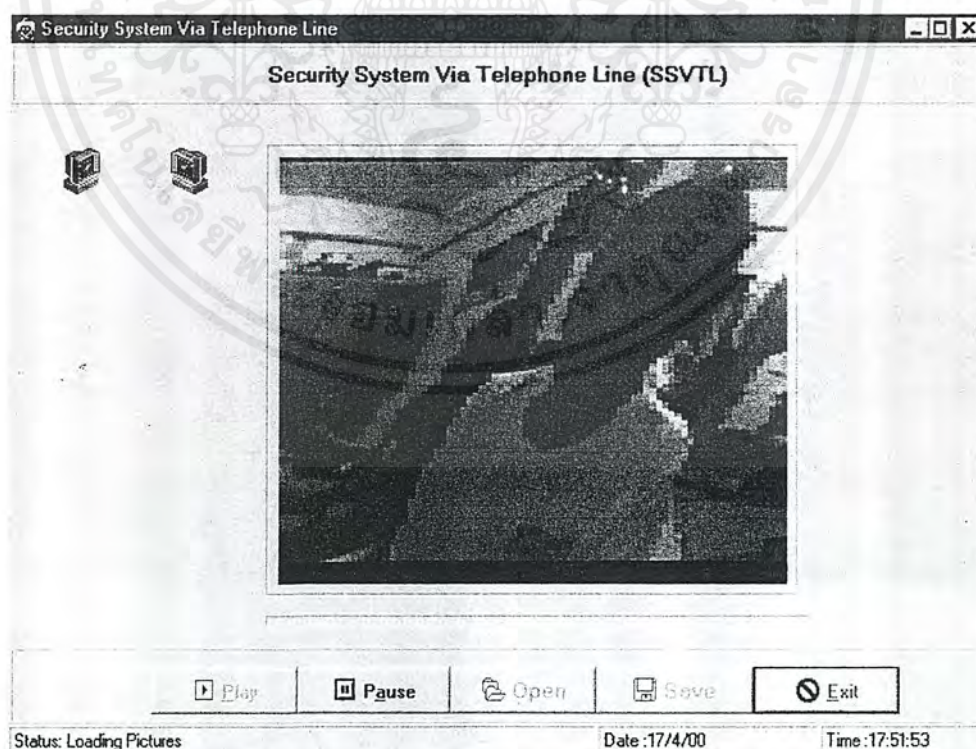 Security System Via Telephone Line
Security System Via Telephone Line (SSVTL)
Play
Pause
Open
Save
Exit
Status: Loading Pictures
Date :17/4/00
Time :17:51:53